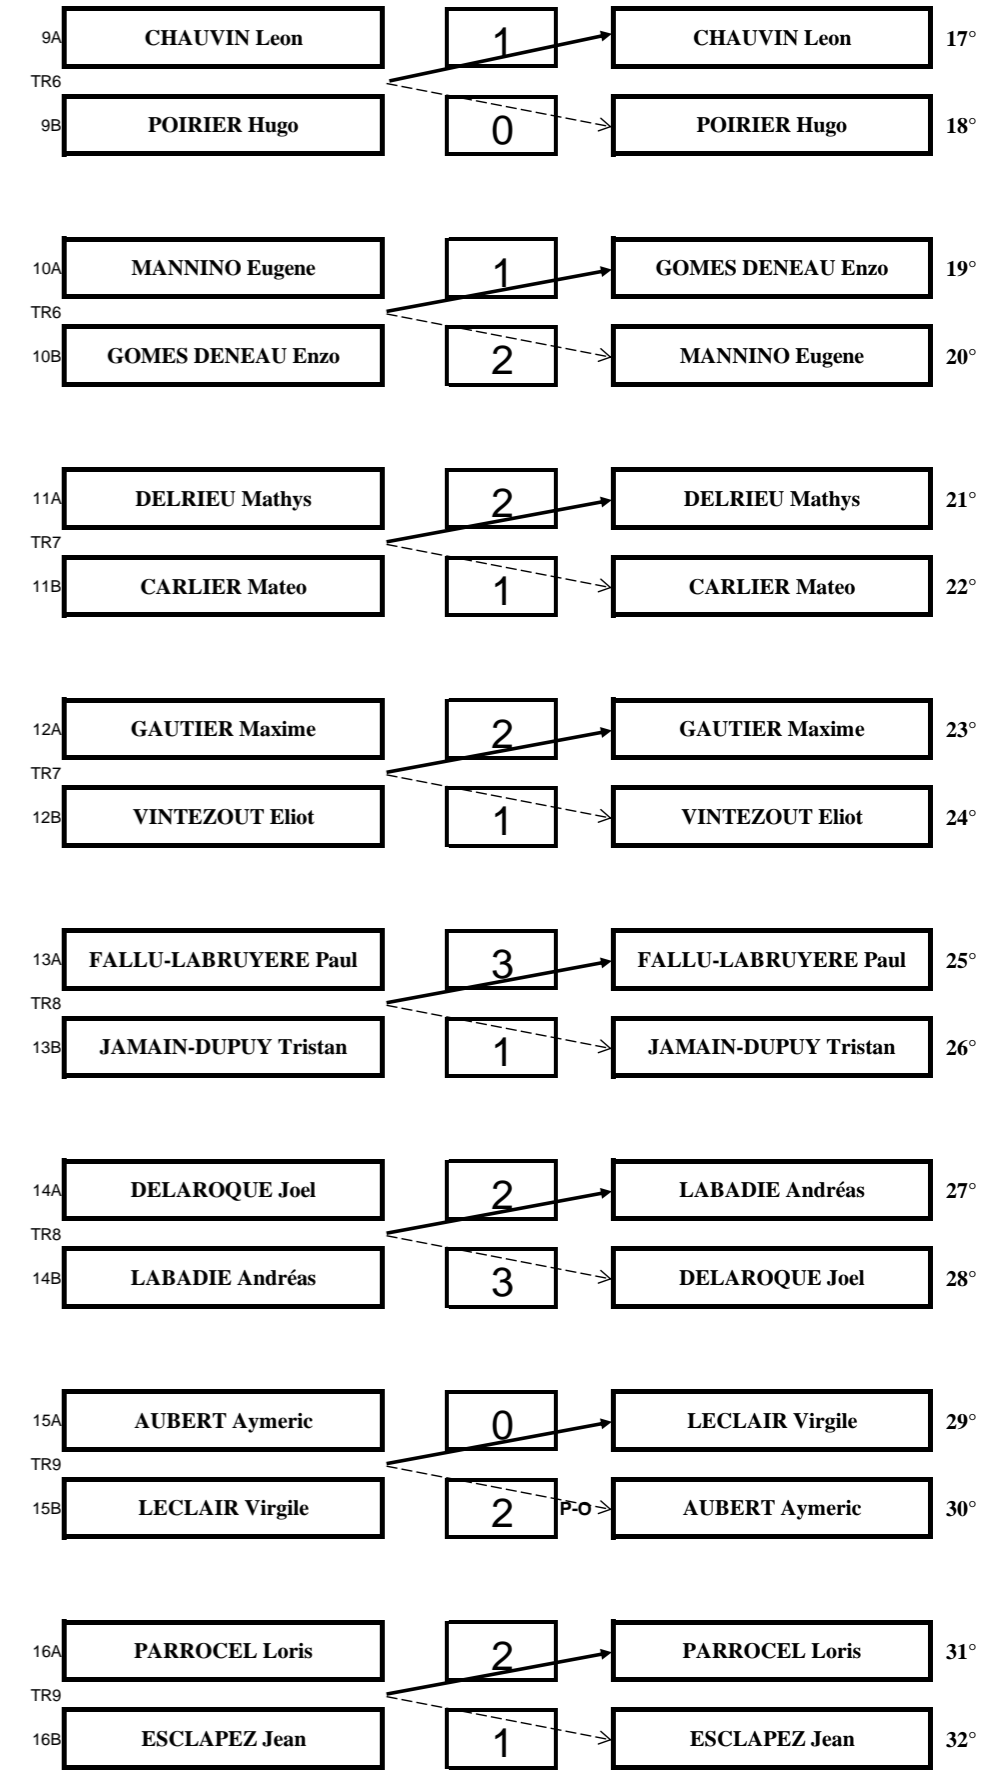 9A CHAUVIN Leon 1 CHAUVIN Leon 17°
TR6
9B POIRIER Hugo 0 POIRIER Hugo 18°
10A MANNINO Eugene 1 GOMES DENEAU Enzo 19°
TR6
10B GOMES DENEAU Enzo 2 MANNINO Eugene 20°
11A DELRIEU Mathys 2 DELRIEU Mathys 21°
TR7
11B CARLIER Mateo 1 CARLIER Mateo 22°
12A GAUTIER Maxime 2 GAUTIER Maxime 23°
TR7
12B VINTEZOUT Eliot 1 VINTEZOUT Eliot 24°
13A FALLU-LABRUYERE Paul 3 FALLU-LABRUYERE Paul 25°
TR8
13B JAMAIN-DUPUY Tristan 1 JAMAIN-DUPUY Tristan 26°
14A DELAROQUE Joel 2 LABADIE Andréas 27°
TR8
14B LABADIE Andréas 3 DELAROQUE Joel 28°
15A AUBERT Aymeric 0 LECLAIR Virgile 29°
TR9
15B LECLAIR Virgile 2 P-O AUBERT Aymeric 30°
16A PARROCEL Loris 2 PARROCEL Loris 31°
TR9
16B ESCLAPEZ Jean 1 ESCLAPEZ Jean 32°